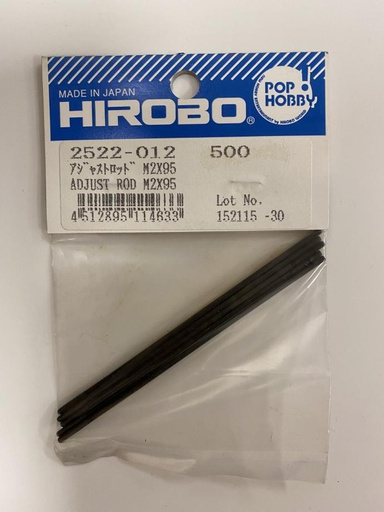 MADE IN JAPAN
HIROBO®
POP!
HOBBY
2522-012 500
アジャストロッド M2X95
ADJUST ROD M2X95
4 512895 114633
Lot No.
152115 -30